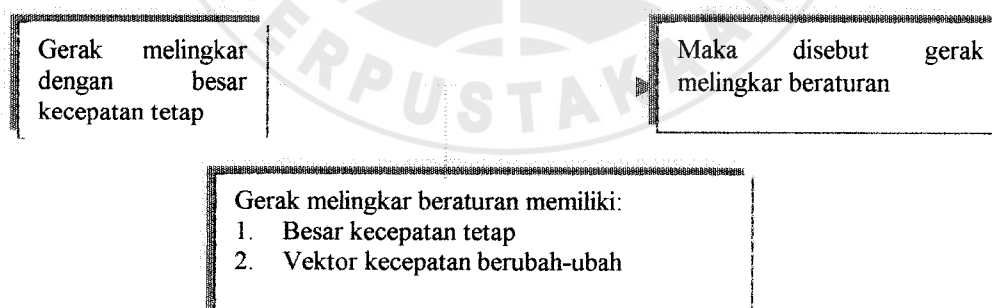 Gerak melingkar
dengan besar
kecepatan tetap
Maka disebut gerak
melingkar beraturan
Gerak melingkar beraturan memiliki:
1. Besar kecepatan tetap
2. Vektor kecepatan berubah-ubah